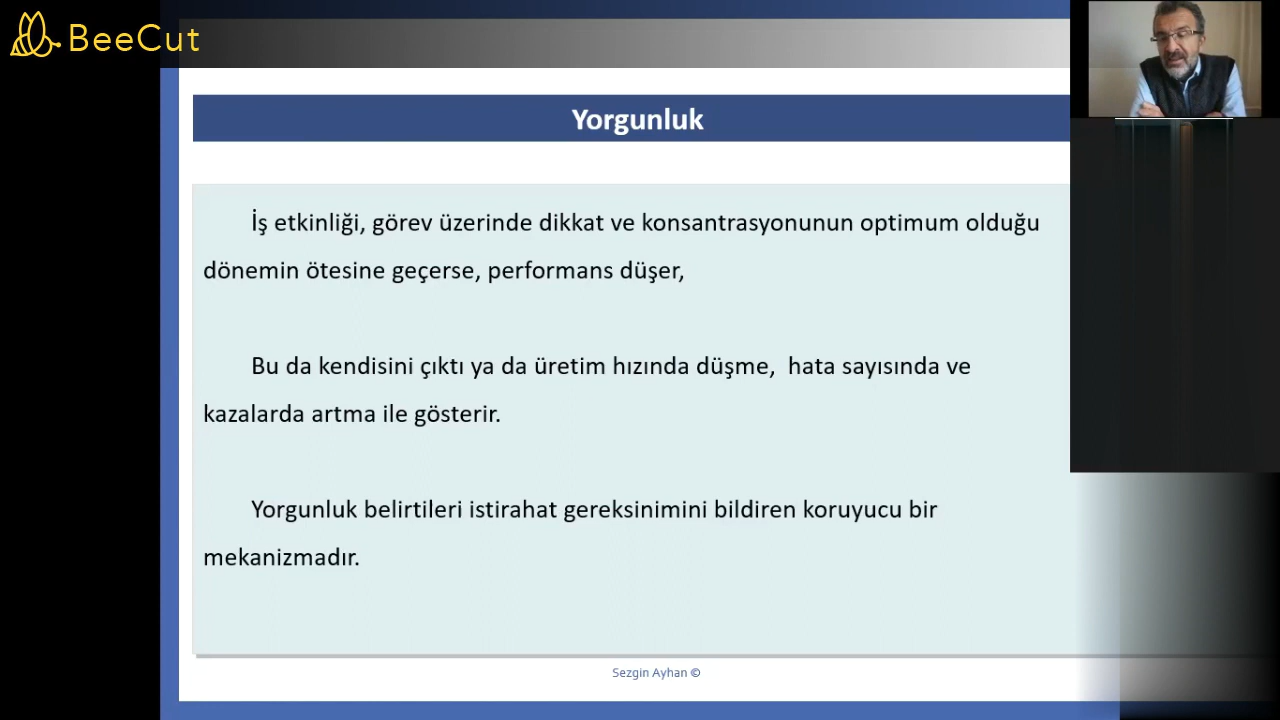 BeeCut
Yorgunluk
İş etkinliği, görev üzerinde dikkat ve konsantrasyonunun optimum olduğu
dönemin ötesine geçerse, performans düşer,
Bu da kendisini çıktı ya da üretim hızında düşme,  hata sayısında ve
kazalarda artma ile gösterir.
Yorgunluk belirtileri istirahat gereksinimini bildiren koruyucu bir
mekanizmadır.
Sezgin Ayhan ©